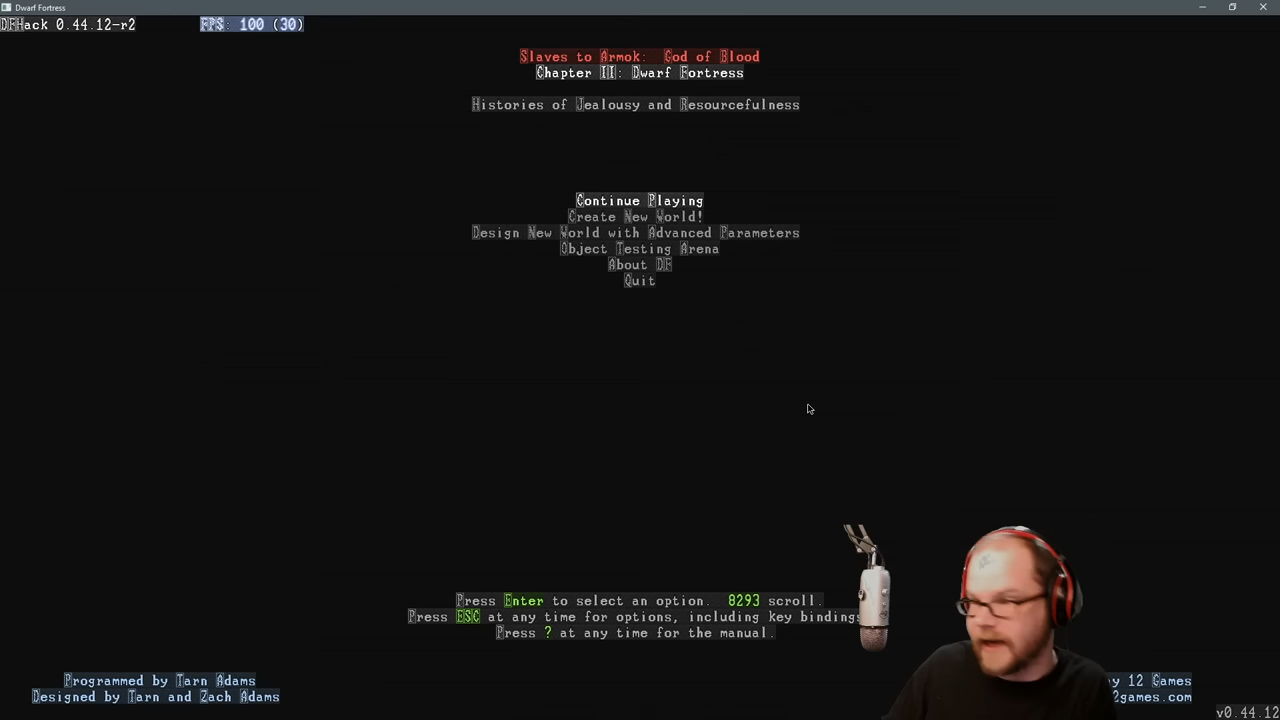 Dwarf Fortress
DFHack 0.44.12-r2 FPS: 100 (30)
Slaves to Armok: God of Blood
Chapter II: Dwarf Fortress
Histories of Jealousy and Resourcefulness
Continue Playing
Create New World!
Design New World with Advanced Parameters
Object Testing Arena
About DF
Quit
Press Enter to select an option. 8293 scroll.
Press ESC at any time for options, including key bindings
Press ? at any time for the manual.
Programmed by Tarn Adams
Designed by Tarn and Zach Adams
y 12 Games
2games.com
v0.44.12